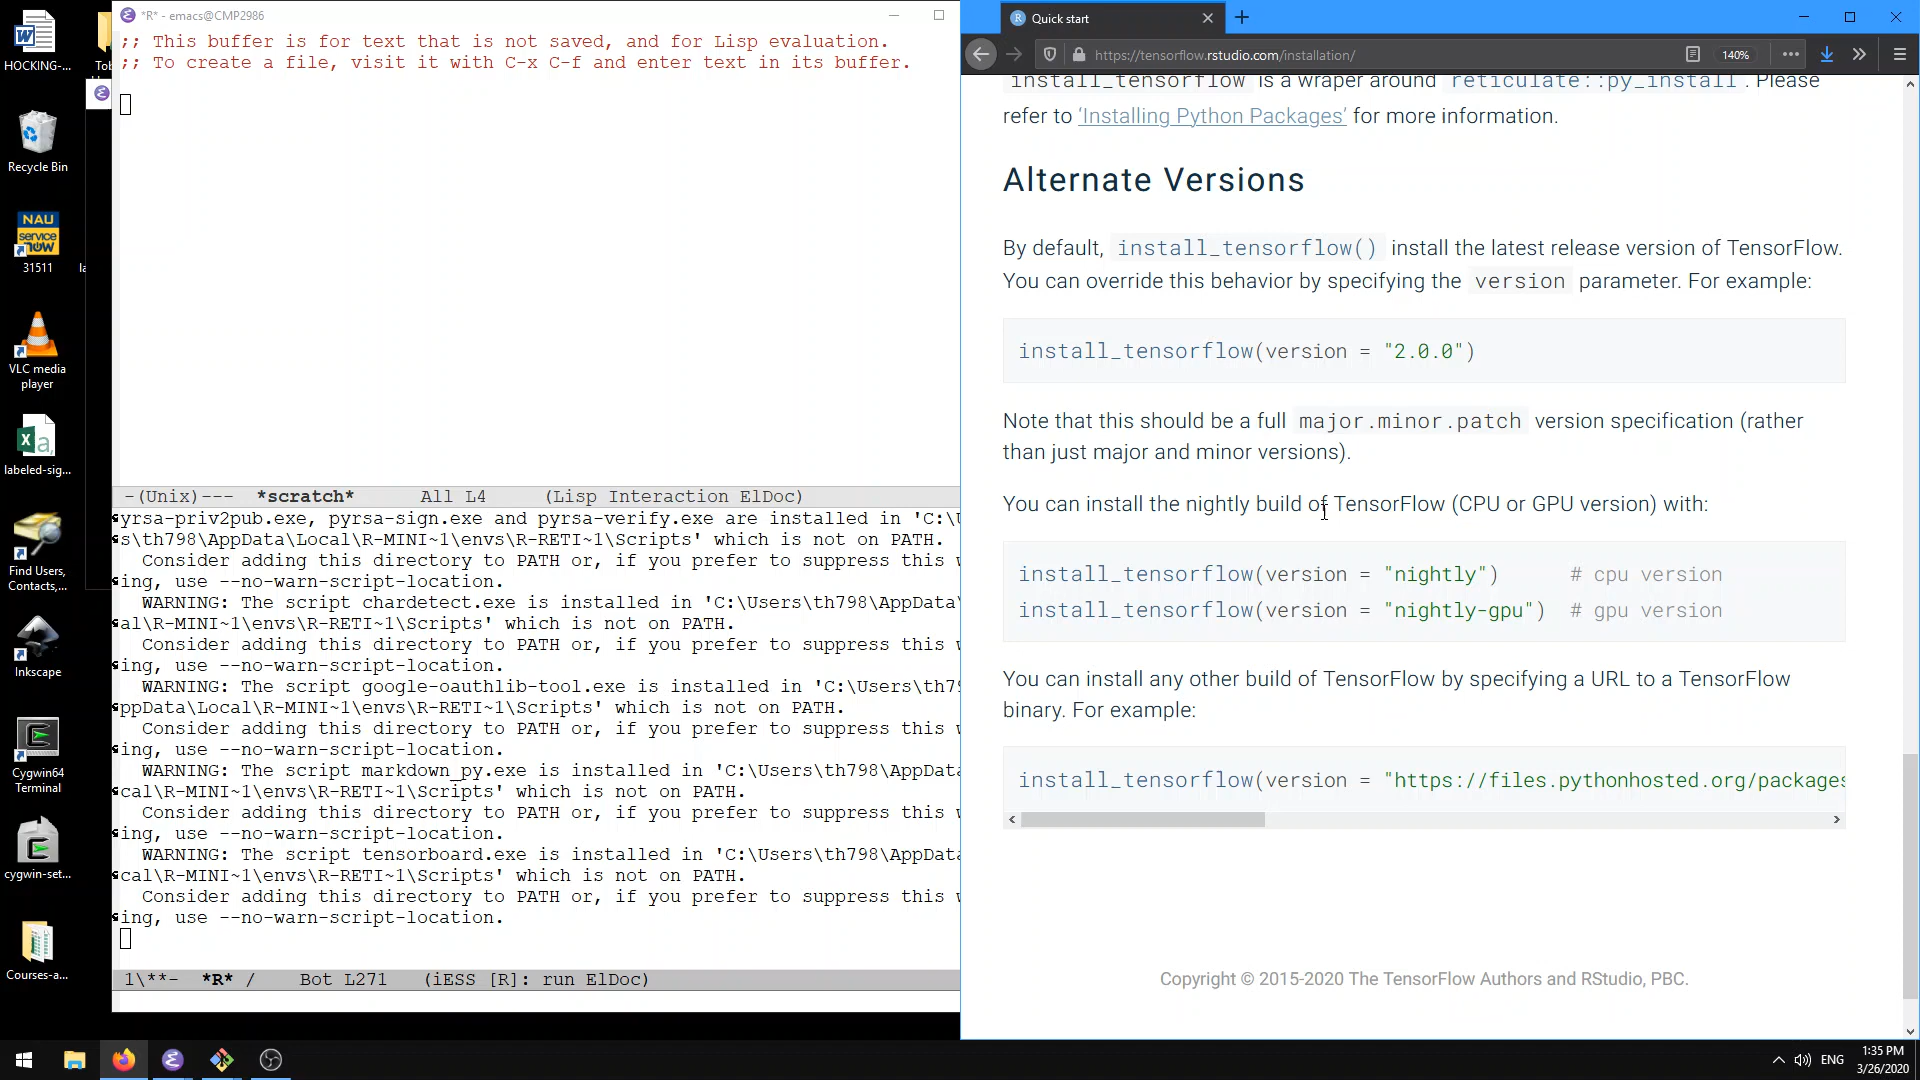 HOCKING-...
Tob
Recycle Bin
NAU
service
now
31511
la
VLC media
player
labeled-sig...
Find Users,
Contacts,...
Inkscape
Cygwin64
Terminal
cygwin-set...
Courses-a...
*R* - emacs@CMP2986
;; This buffer is for text that is not saved, and for Lisp evaluation.
;; To create a file, visit it with C-x C-f and enter text in its buffer.
-(Unix)---  *scratch*      All L4     (Lisp Interaction ElDoc)
yrsa-priv2pub.exe, pyrsa-sign.exe and pyrsa-verify.exe are installed in 'C:\U
s\th798\AppData\Local\R-MINI~1\envs\R-RETI~1\Scripts' which is not on PATH.
Consider adding this directory to PATH or, if you prefer to suppress this w
ing, use --no-warn-script-location.
WARNING: The script chardetect.exe is installed in 'C:\Users\th798\AppData\
al\R-MINI~1\envs\R-RETI~1\Scripts' which is not on PATH.
Consider adding this directory to PATH or, if you prefer to suppress this w
ing, use --no-warn-script-location.
WARNING: The script google-oauthlib-tool.exe is installed in 'C:\Users\th79
ppData\Local\R-MINI~1\envs\R-RETI~1\Scripts' which is not on PATH.
Consider adding this directory to PATH or, if you prefer to suppress this w
ing, use --no-warn-script-location.
WARNING: The script markdown_py.exe is installed in 'C:\Users\th798\AppData
cal\R-MINI~1\envs\R-RETI~1\Scripts' which is not on PATH.
Consider adding this directory to PATH or, if you prefer to suppress this w
ing, use --no-warn-script-location.
WARNING: The script tensorboard.exe is installed in 'C:\Users\th798\AppData
cal\R-MINI~1\envs\R-RETI~1\Scripts' which is not on PATH.
Consider adding this directory to PATH or, if you prefer to suppress this w
ing, use --no-warn-script-location.
1\**-  *R* /    Bot L271   (iESS [R]: run ElDoc)
Quick start
https://tensorflow.rstudio.com/installation/
140%
install_tensorflow is a wraper around reticulate::py_install. Please
refer to ‘Installing Python Packages’ for more information.
Alternate Versions
By default, install_tensorflow() install the latest release version of TensorFlow.
You can override this behavior by specifying the version parameter. For example:
install_tensorflow(version = "2.0.0")
Note that this should be a full major.minor.patch version specification (rather
than just major and minor versions).
You can install the nightly build of TensorFlow (CPU or GPU version) with:
install_tensorflow(version = "nightly")      # cpu version
install_tensorflow(version = "nightly-gpu")  # gpu version
You can install any other build of TensorFlow by specifying a URL to a TensorFlow
binary. For example:
install_tensorflow(version = "https://files.pythonhosted.org/packages
Copyright © 2015-2020 The TensorFlow Authors and RStudio, PBC.
ENG
1:35 PM
3/26/2020